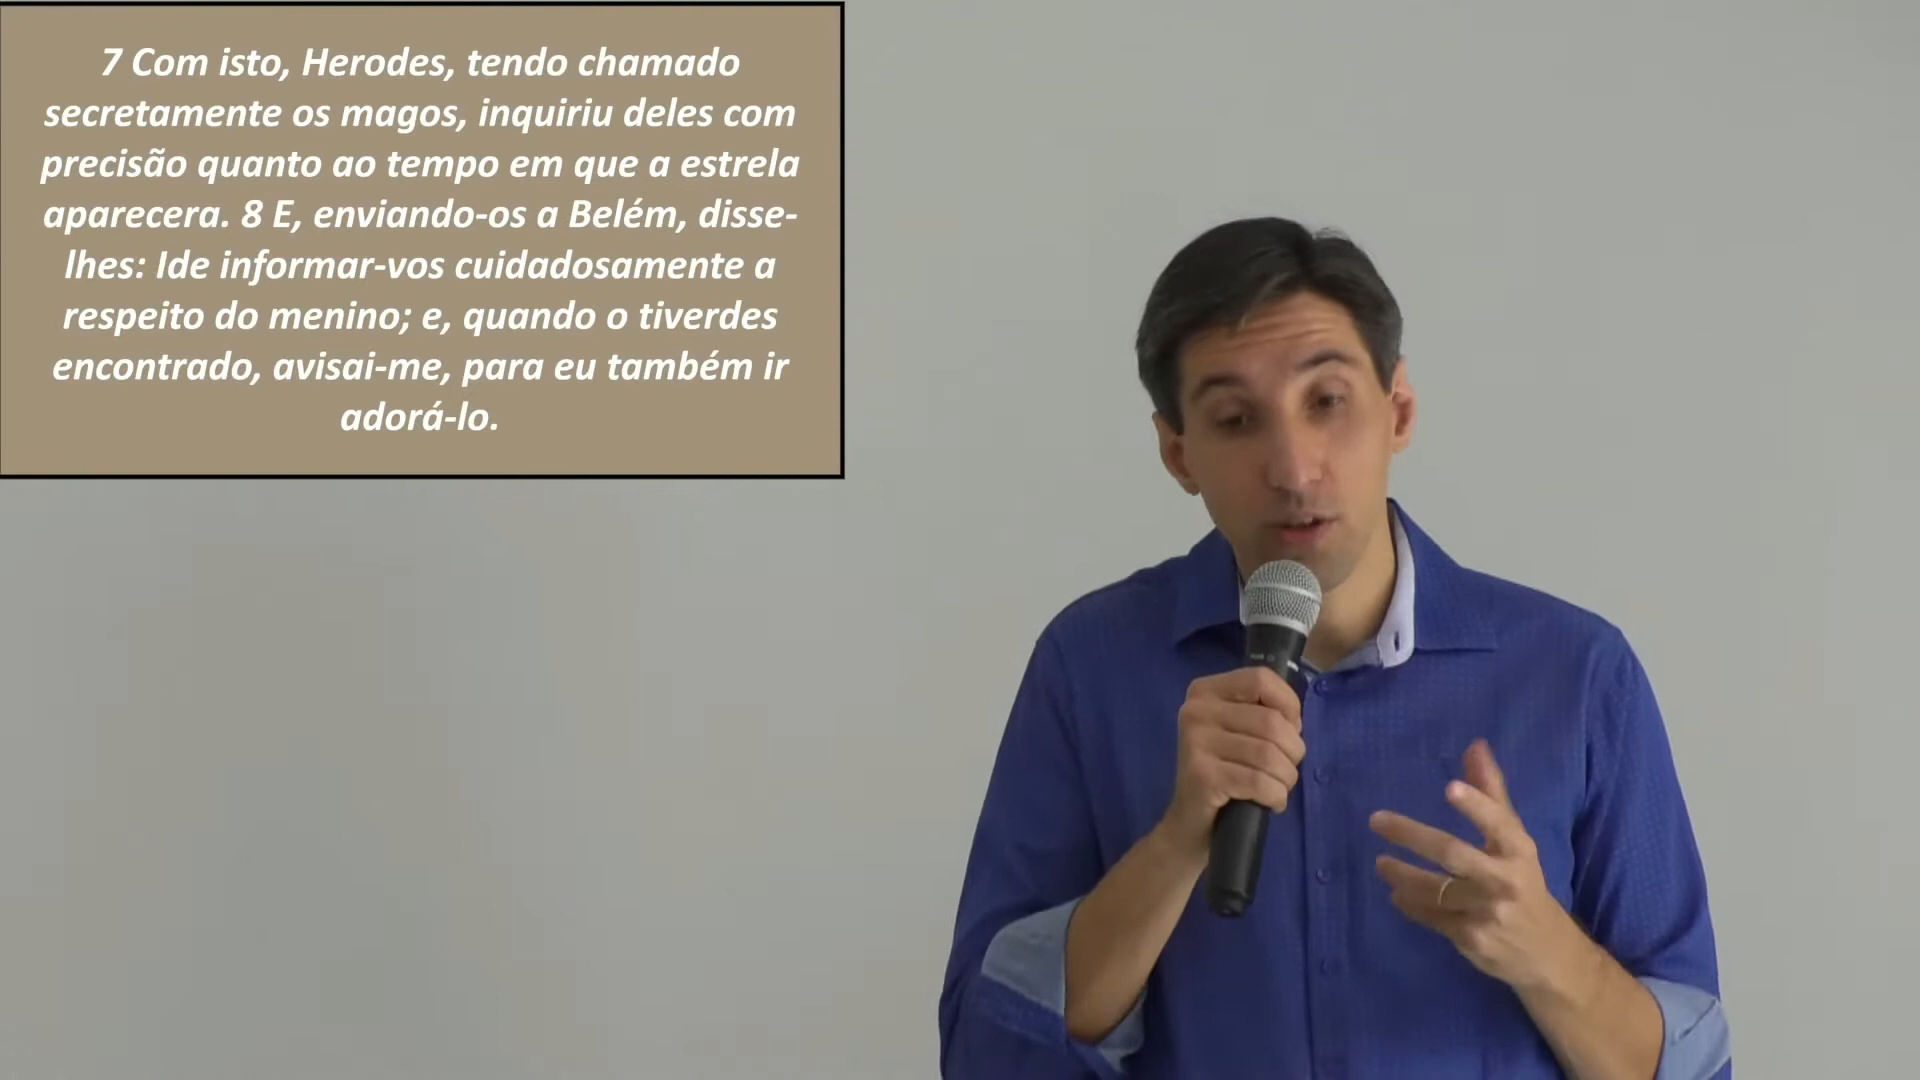 7 Com isto, Herodes, tendo chamado
secretamente os magos, inquiriu deles com
precisão quanto ao tempo em que a estrela
aparecera. 8 E, enviando-os a Belém, disse-
lhes: Ide informar-vos cuidadosamente a
respeito do menino; e, quando o tiverdes
encontrado, avisai-me, para eu também ir
adorá-lo.